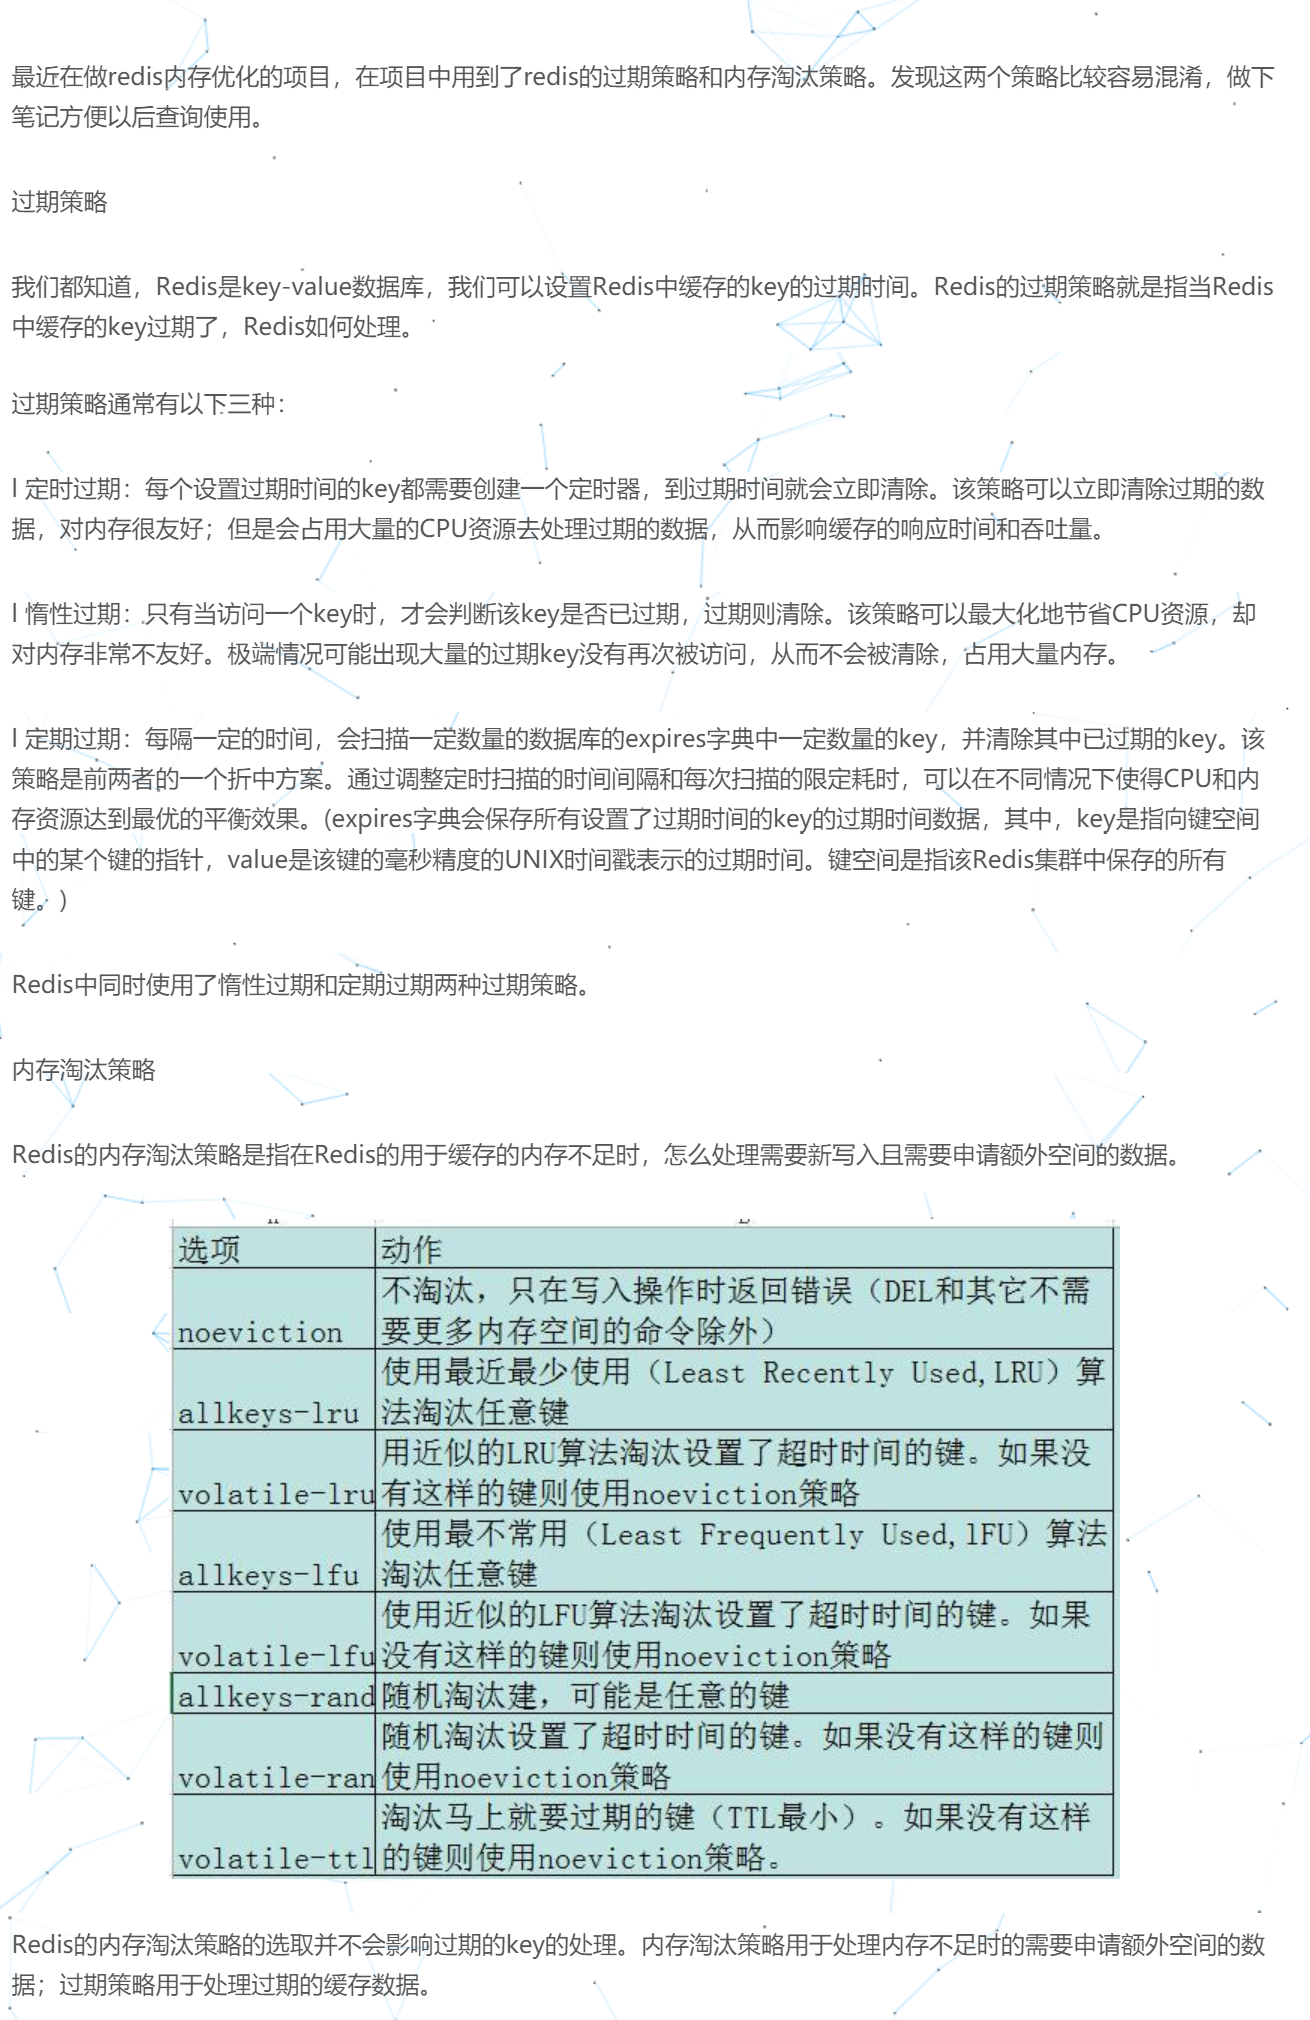 最近在做redis内存优化的项目，在项目中用到了redis的过期策略和内存淘汰策略。发现这两个策略比较容易混淆，做下
笔记方便以后查询使用。
过期策略
我们都知道，Redis是key-value数据库，我们可以设置Redis中缓存的key的过期时间。Redis的过期策略就是指当Redis
中缓存的key过期了，Redis如何处理。
过期策略通常有以下三种：
l 定时过期：每个设置过期时间的key都需要创建一个定时器，到过期时间就会立即清除。该策略可以立即清除过期的数
据，对内存很友好；但是会占用大量的CPU资源去处理过期的数据，从而影响缓存的响应时间和吞吐量。
l 惰性过期：只有当访问一个key时，才会判断该key是否已过期，过期则清除。该策略可以最大化地节省CPU资源，却
对内存非常不友好。极端情况可能出现大量的过期key没有再次被访问，从而不会被清除，占用大量内存。
l 定期过期：每隔一定的时间，会扫描一定数量的数据库的expires字典中一定数量的key，并清除其中已过期的key。该
策略是前两者的一个折中方案。通过调整定时扫描的时间间隔和每次扫描的限定耗时，可以在不同情况下使得CPU和内
存资源达到最优的平衡效果。(expires字典会保存所有设置了过期时间的key的过期时间数据，其中，key是指向键空间
中的某个键的指针，value是该键的毫秒精度的UNIX时间戳表示的过期时间。键空间是指该Redis集群中保存的所有
键。)
Redis中同时使用了惰性过期和定期过期两种过期策略。
内存淘汰策略
Redis的内存淘汰策略是指在Redis的用于缓存的内存不足时，怎么处理需要新写入且需要申请额外空间的数据。
选项 动作
不淘汰，只在写入操作时返回错误（DEL和其它不需
noeviction 要更多内存空间的命令除外）
使用最近最少使用（Least Recently Used,LRU）算
allkeys-lru 法淘汰任意键
用近似的LRU算法淘汰设置了超时时间的键。如果没
volatile-lru 有这样的键则使用noeviction策略
使用最不常用（Least Frequently Used,lFU）算法
allkeys-lfu 淘汰任意键
使用近似的LFU算法淘汰设置了超时时间的键。如果
volatile-lfu 没有这样的键则使用noeviction策略
allkeys-rand 随机淘汰建，可能是任意的键
随机淘汰设置了超时时间的键。如果没有这样的键则
volatile-ran 使用noeviction策略
淘汰马上就要过期的键（TTL最小）。如果没有这样
volatile-ttl 的键则使用noeviction策略。
Redis的内存淘汰策略的选取并不会影响过期的key的处理。内存淘汰策略用于处理内存不足时的需要申请额外空间的数
据；过期策略用于处理过期的缓存数据。